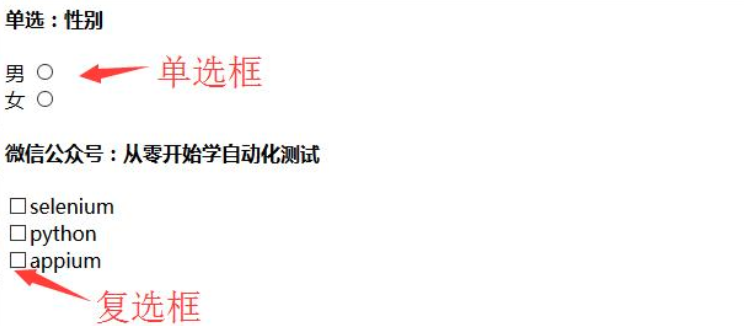 单选：性别
男
单选框
女
微信公众号：从零开始学自动化测试
selenium
python
appium
复选框